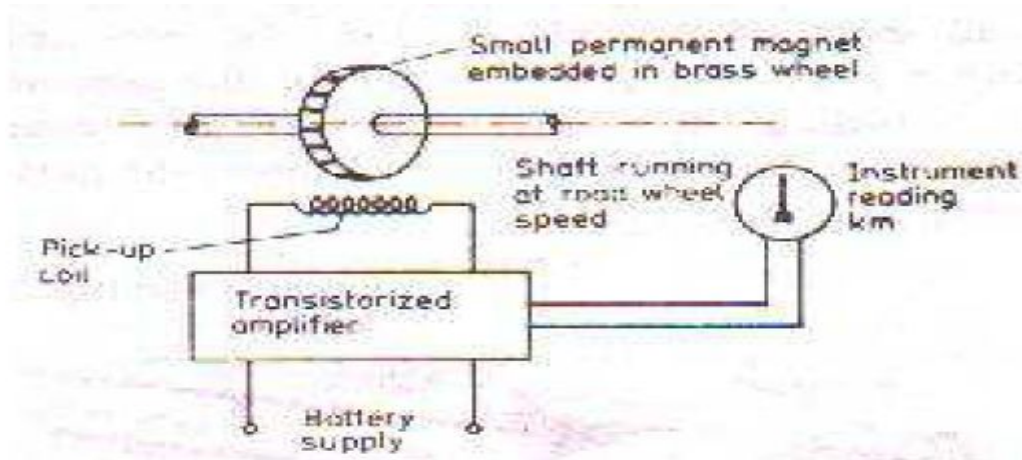 Small permanent magnet
embedded in brass wheel
Shaft running
at road wheel
speed
Instrument
reading
km
Pick-up
coil
Transistorized
amplifier
Battery
supply